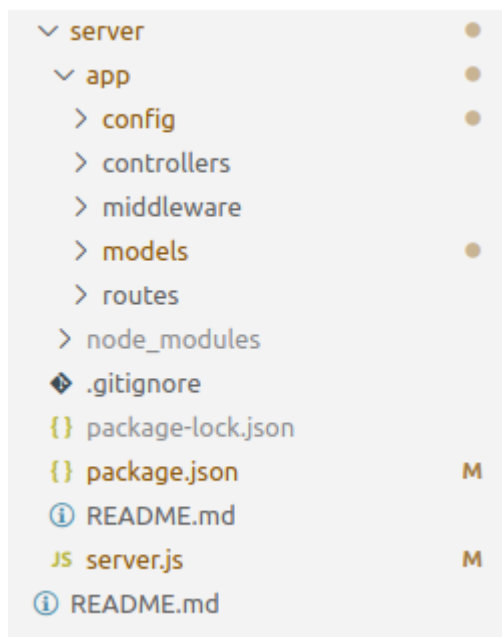 server
app
config
controllers
middleware
models
routes
node_modules
.gitignore
{} package-lock.json
{} package.json M
README.md
JS server.js M
README.md